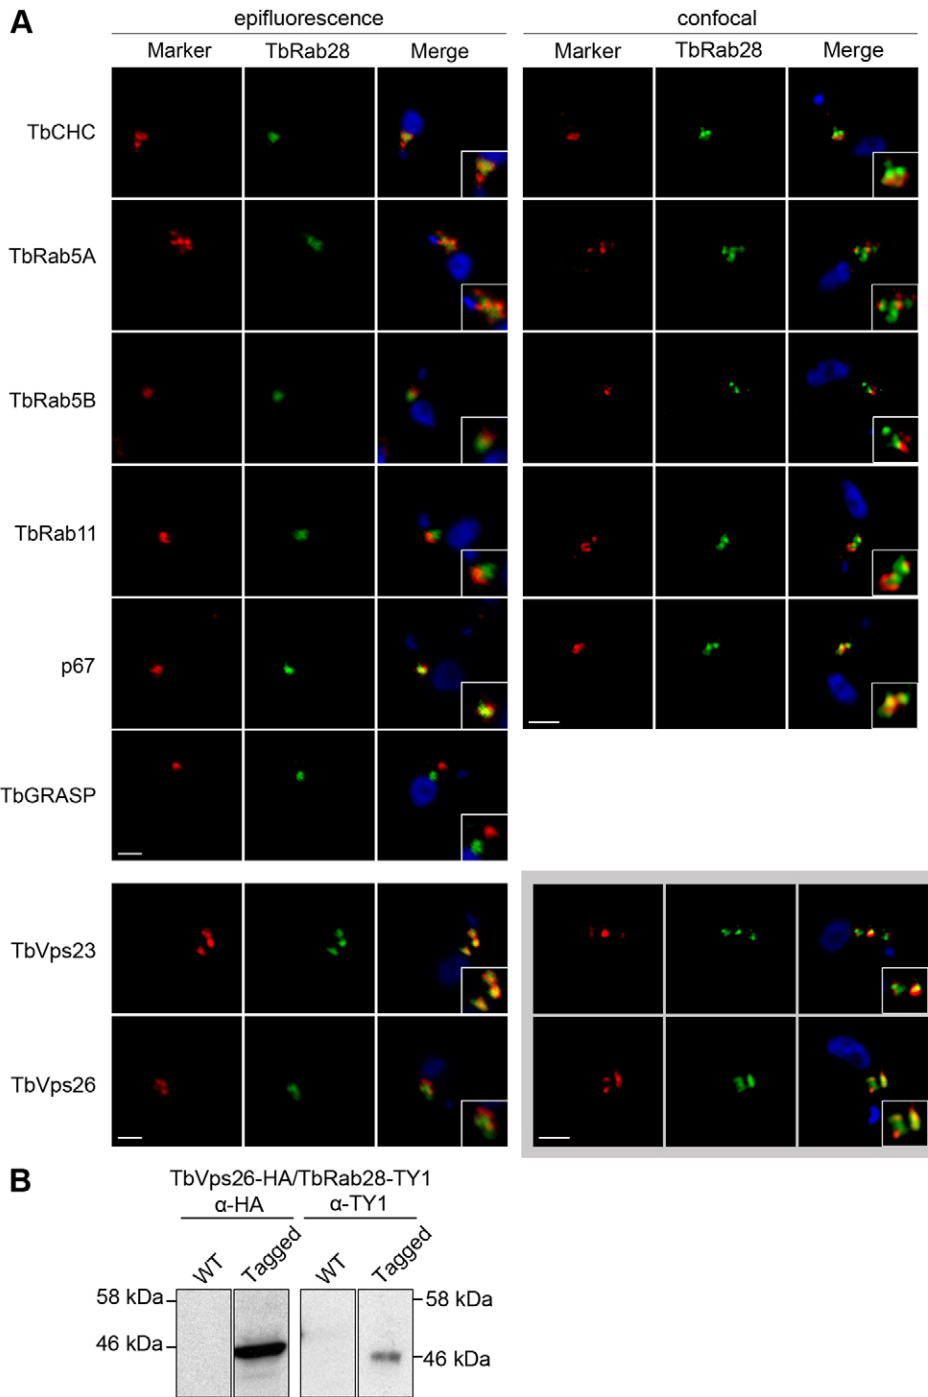 A
epifluorescence confocal
Marker TbRab28 Merge Marker TbRab28 Merge
TbCHC
TbRab5A
TbRab5B
TbRab11
p67
TbGRASP
TbVps23
TbVps26
B
TbVps26-HA/TbRab28-TY1
α-HA α-TY1
WT Tagged WT Tagged
58 kDa 58 kDa
46 kDa 46 kDa